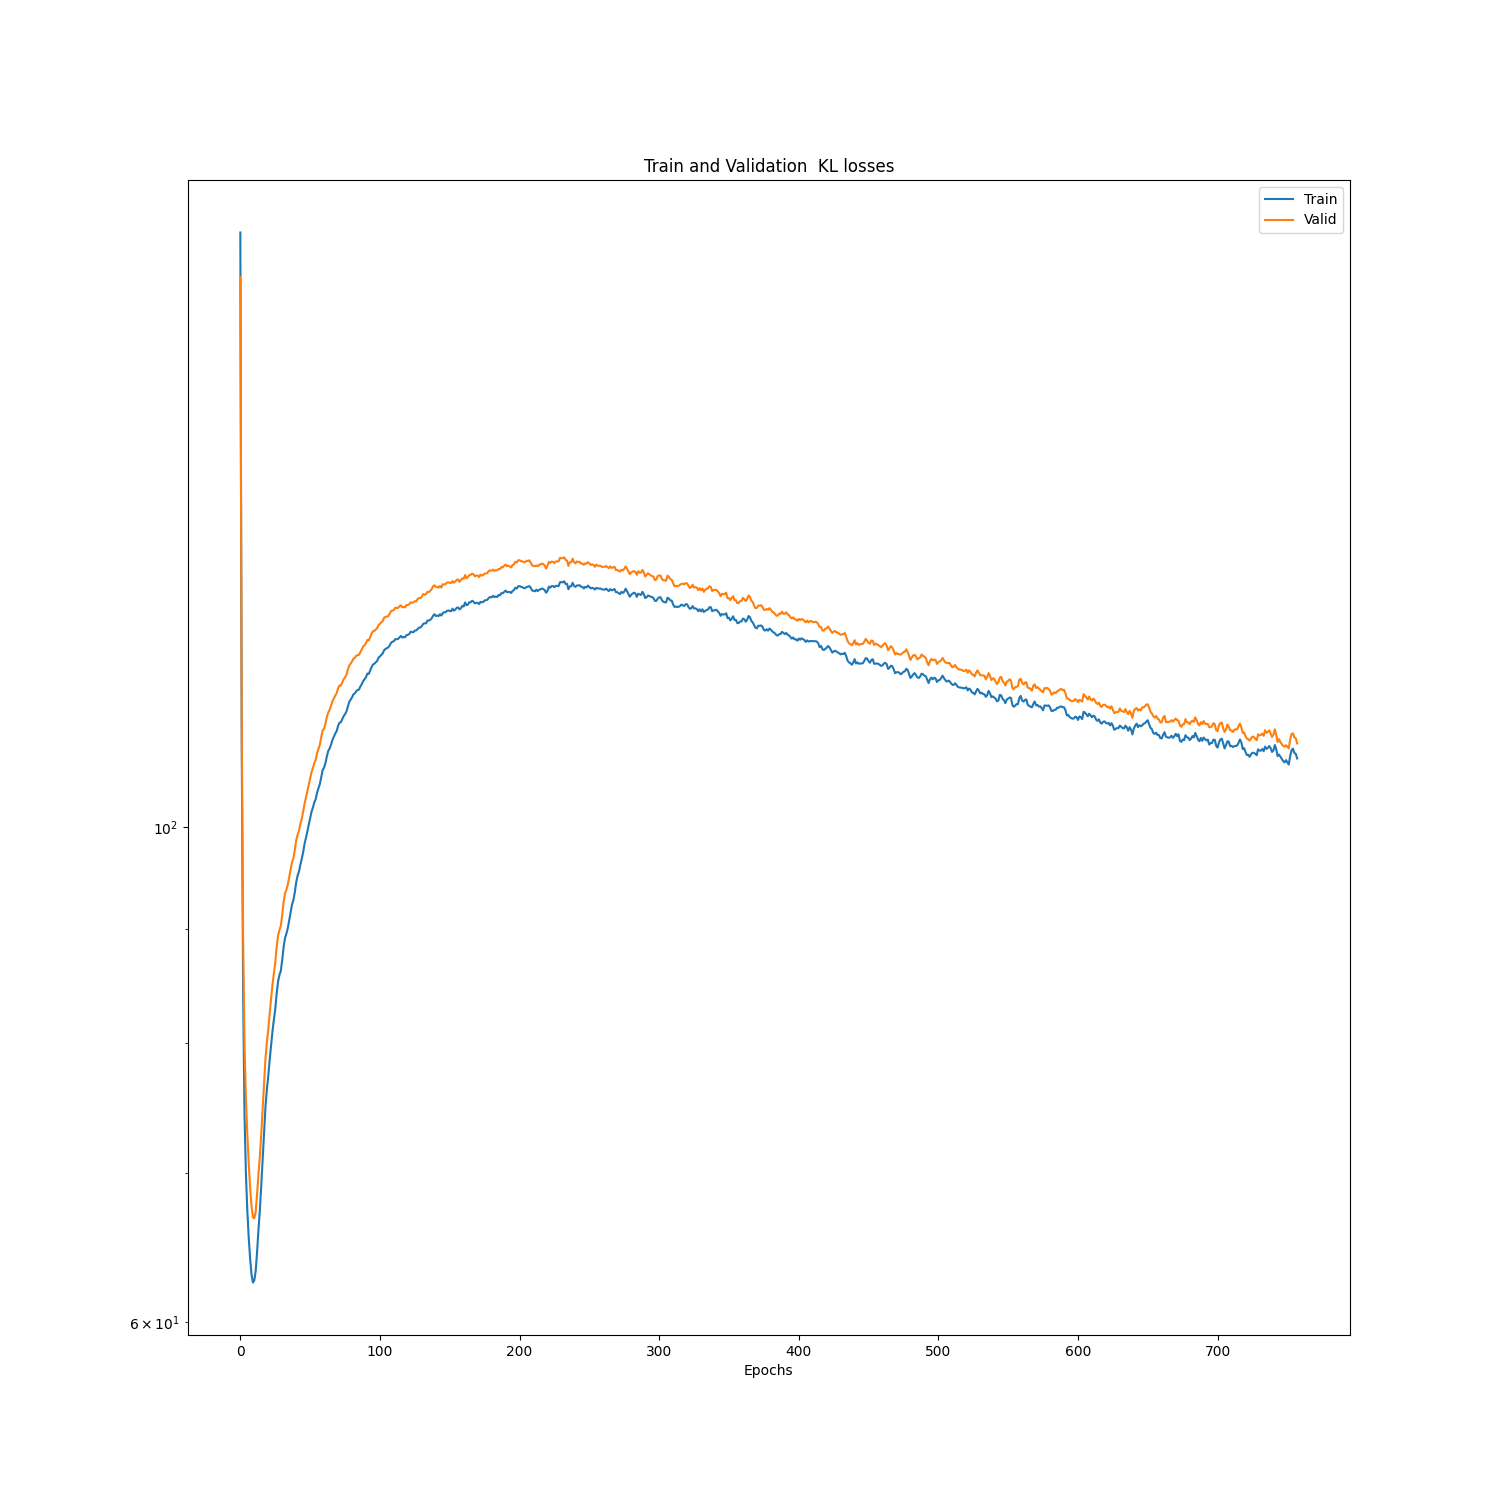 Train and Validation  KL losses
Train
Valid
10²
6 × 10¹
0 100 200 300 400 500 600 700
Epochs